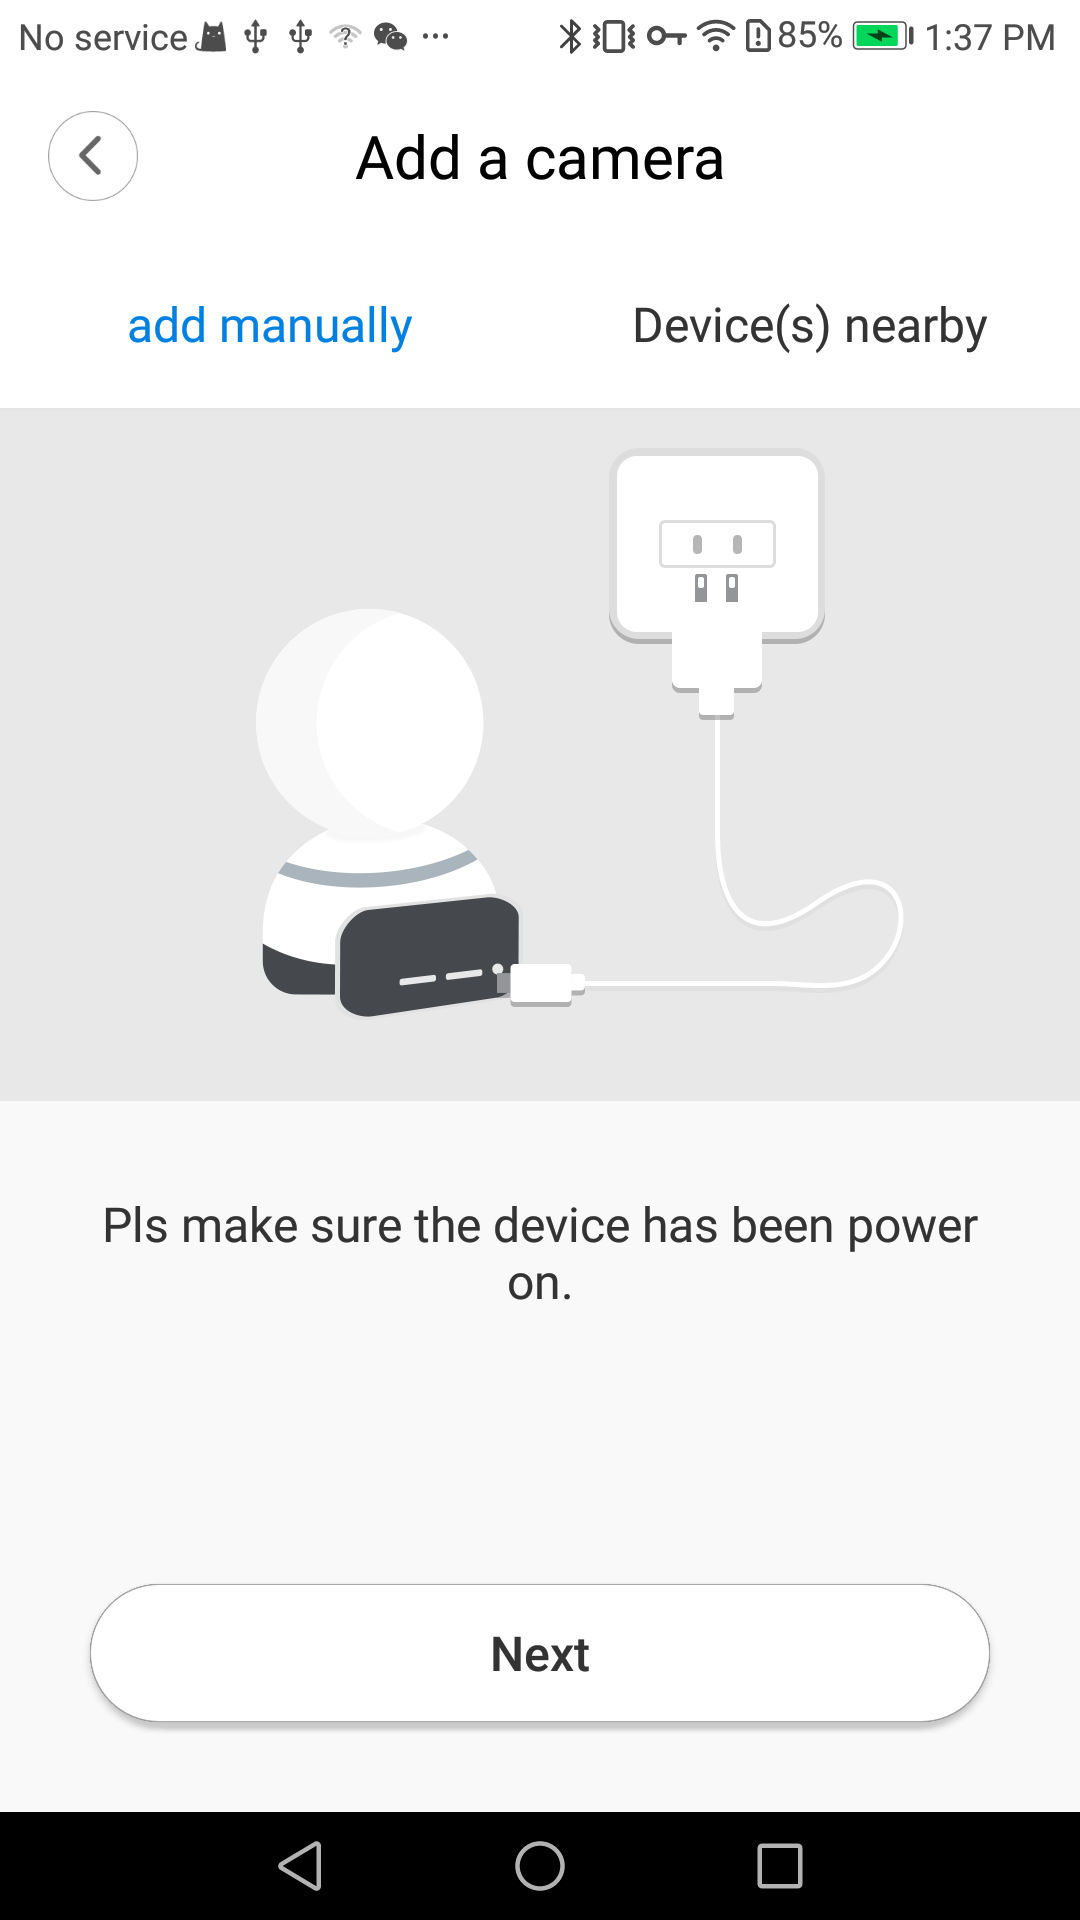 No service 85% 1:37 PM
Add a camera
add manually Device(s) nearby
Pls make sure the device has been power
on.
Next